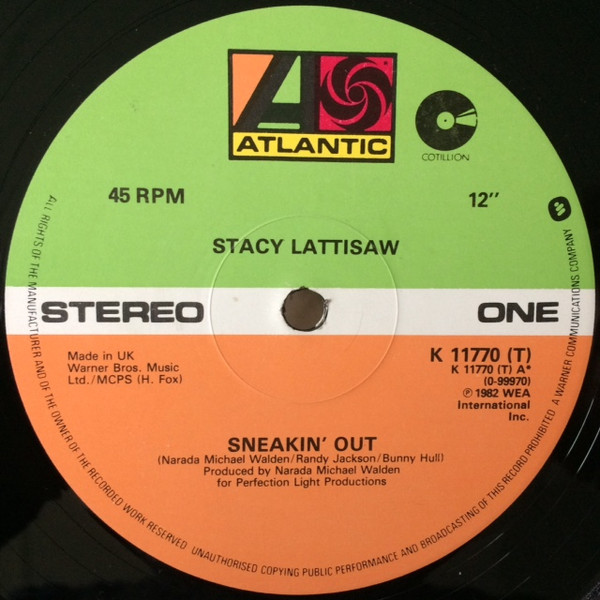 ATLANTIC
COTILLION
45 RPM
12"
STACY LATTISAW
STEREO
ONE
Made in UK
Warner Bros. Music
Ltd./MCPS (H. Fox)
K 11770 (T)
K 11770 (T) A*
(0-99970)
℗ 1982 WEA
International
Inc.
SNEAKIN' OUT
(Narada Michael Walden/Randy Jackson/Bunny Hull)
Produced by Narada Michael Walden
for Perfection Light Productions
ALL RIGHTS OF THE MANUFACTURER AND OF THE OWNER OF THE RECORDED WORK RESERVED UNAUTHORISED COPYING PUBLIC PERFORMANCE AND BROADCASTING OF THIS RECORD PROHIBITED A WARNER COMMUNICATIONS COMPANY